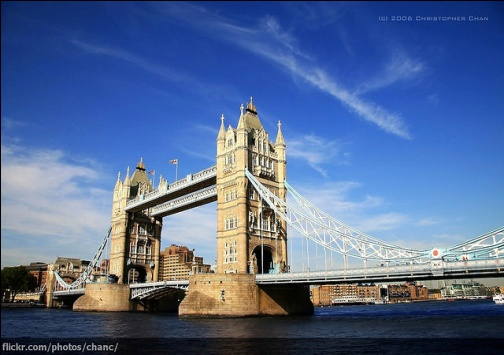 (c) 2006 Christopher Chan
flickr.com/photos/chanc/